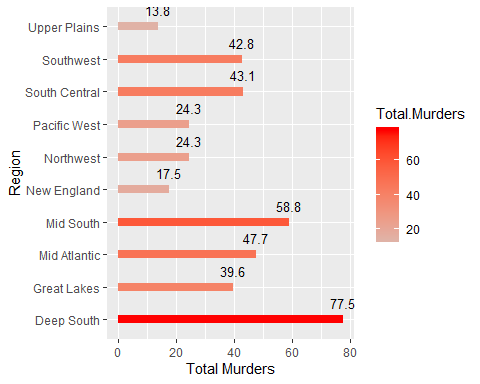 13.8
Upper Plains
42.8
Southwest
43.1
South Central
24.3
Pacific West
24.3
Northwest
17.5
New England
58.8
Mid South
47.7
Mid Atlantic
39.6
Great Lakes
77.5
Deep South
Region
0 20 40 60 80
Total Murders
Total.Murders
60
40
20